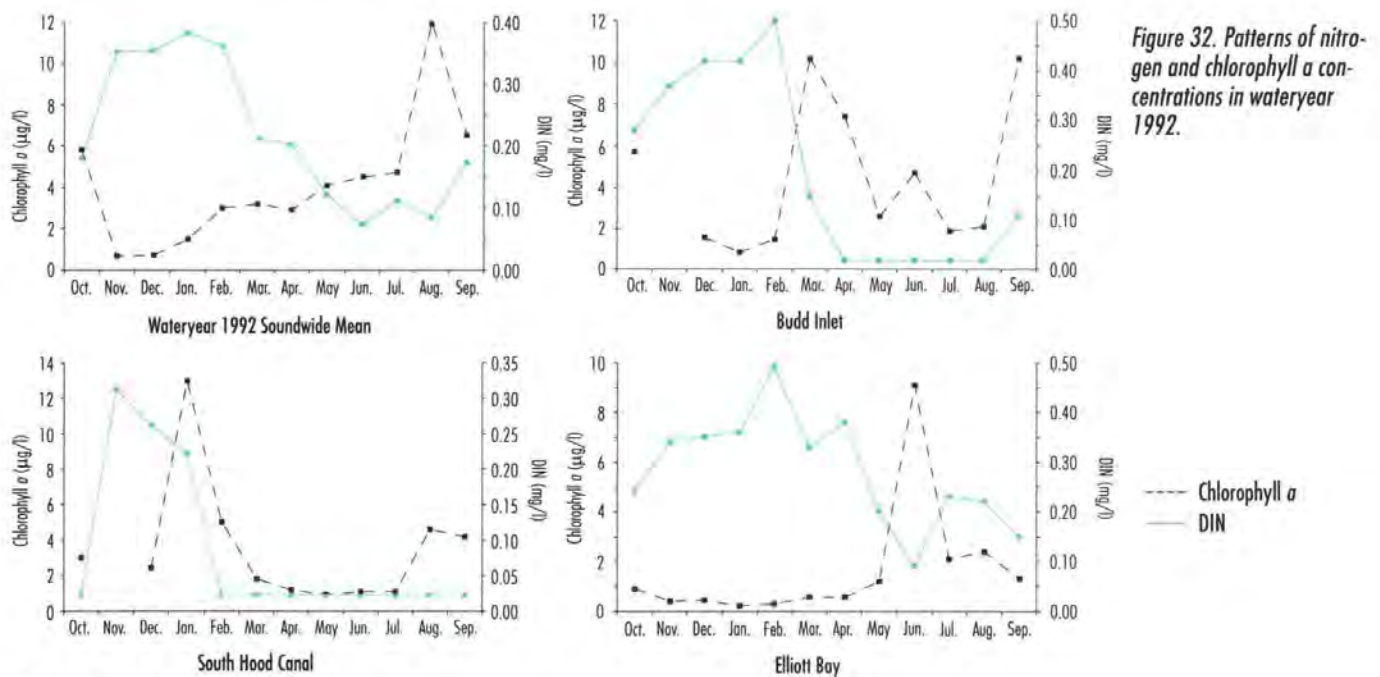 12
10
8
6
4
2
0
Chlorophyll a (µg/l)
0.40
0.30
0.20
0.10
0.00
DIN (mg/l)
Oct. Nov. Dec. Jan. Feb. Mar. Apr. May Jun. Jul. Aug. Sep.
Wateryear 1992 Soundwide Mean
12
10
8
6
4
2
0
Chlorophyll a (µg/l)
0.50
0.40
0.30
0.20
0.10
0.00
DIN (mg/l)
Oct. Nov. Dec. Jan. Feb. Mar. Apr. May Jun. Jul. Aug. Sep.
Budd Inlet
Figure 32. Patterns of nitro-
gen and chlorophyll a con-
centrations in wateryear
1992.
14
12
10
8
6
4
2
0
Chlorophyll a (µg/l)
0.35
0.30
0.25
0.20
0.15
0.10
0.05
0.00
DIN (mg/l)
Oct. Nov. Dec. Jan. Feb. Mar. Apr. May Jun. Jul. Aug. Sep.
South Hood Canal
10
8
6
4
2
0
Chlorophyll a (µg/l)
0.50
0.40
0.30
0.20
0.10
0.00
DIN (mg/l)
Oct. Nov. Dec. Jan. Feb. Mar. Apr. May Jun. Jul. Aug. Sep.
Elliott Bay
Chlorophyll a
DIN